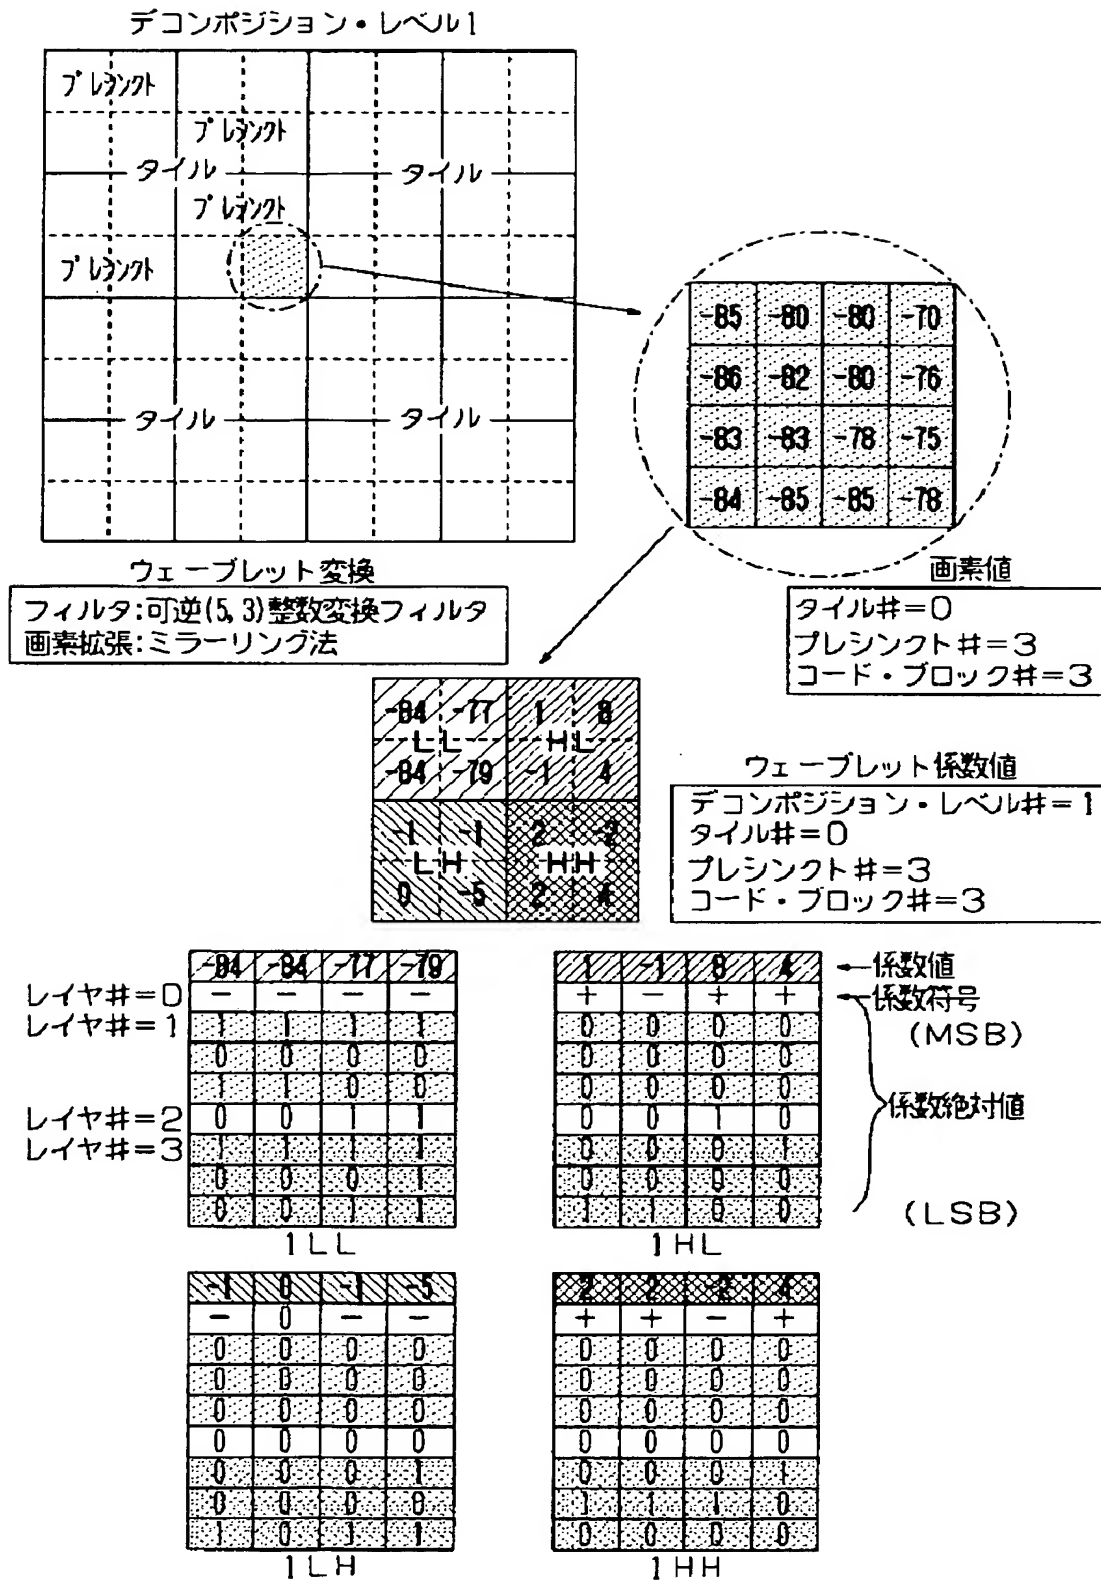 デコンポジション・レベル1
プレシンクト
プレシンクト
タイル タイル
プレシンクト
プレシンクト
タイル タイル
-85 -80 -80 -70
-86 -82 -80 -76
-83 -83 -78 -75
-84 -85 -85 -78
ウェーブレット変換
フィルタ:可逆(5,3)整数変換フィルタ
画素拡張:ミラーリング法
画素値
タイル#=0
プレシンクト#=3
コード・ブロック#=3
-84 -77 1 8
LL HL
-84 -79 -1 4
-1 -1 2 -2
LH HH
0 -5 2 4
ウェーブレット係数値
デコンポジション・レベル#=1
タイル#=0
プレシンクト#=3
コード・ブロック#=3
-84 -84 -77 -79
レイヤ#=0 - - - -
レイヤ#=1 1 1 1 1
0 0 0 0
1 1 0 0
レイヤ#=2 0 0 1 1
レイヤ#=3 1 1 1 1
0 0 0 1
0 0 1 1
1LL
1 -1 8 4 ←係数値
+ - + + ←係数符号
0 0 0 0 (MSB)
0 0 0 0
0 0 0 0
0 0 1 0 係数絶対値
0 0 0 1
0 0 0 0
1 1 0 0 (LSB)
1HL
-1 0 -1 -5
- 0 - -
0 0 0 0
0 0 0 0
0 0 0 0
0 0 0 0
0 0 0 1
0 0 0 0
1 0 1 1
1LH
2 2 -2 4
+ + - +
0 0 0 0
0 0 0 0
0 0 0 0
0 0 0 0
0 0 0 1
1 1 1 0
0 0 0 0
1HH